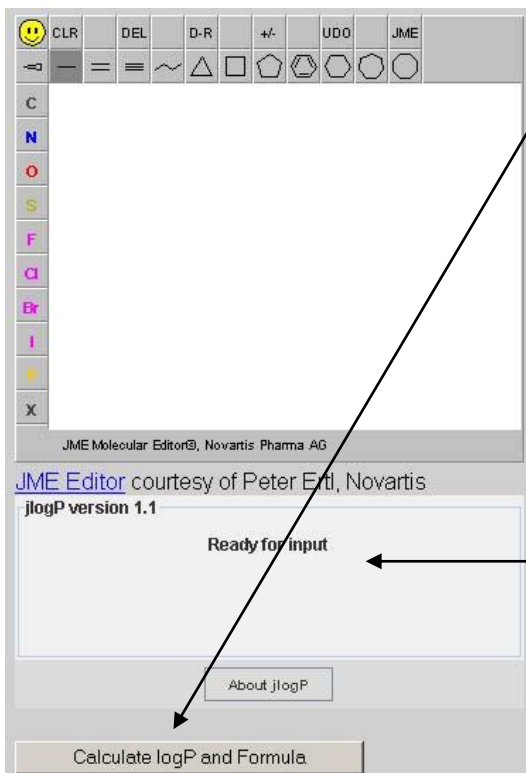 CLR DEL D-R +/- UDO JME
C
N
O
S
F
Cl
Br
I
X
JME Molecular Editor©, Novartis Pharma AG
JME Editor courtesy of Peter Ertl, Novartis
jlogP version 1.1
Ready for input
About jlogP
Calculate logP and Formula